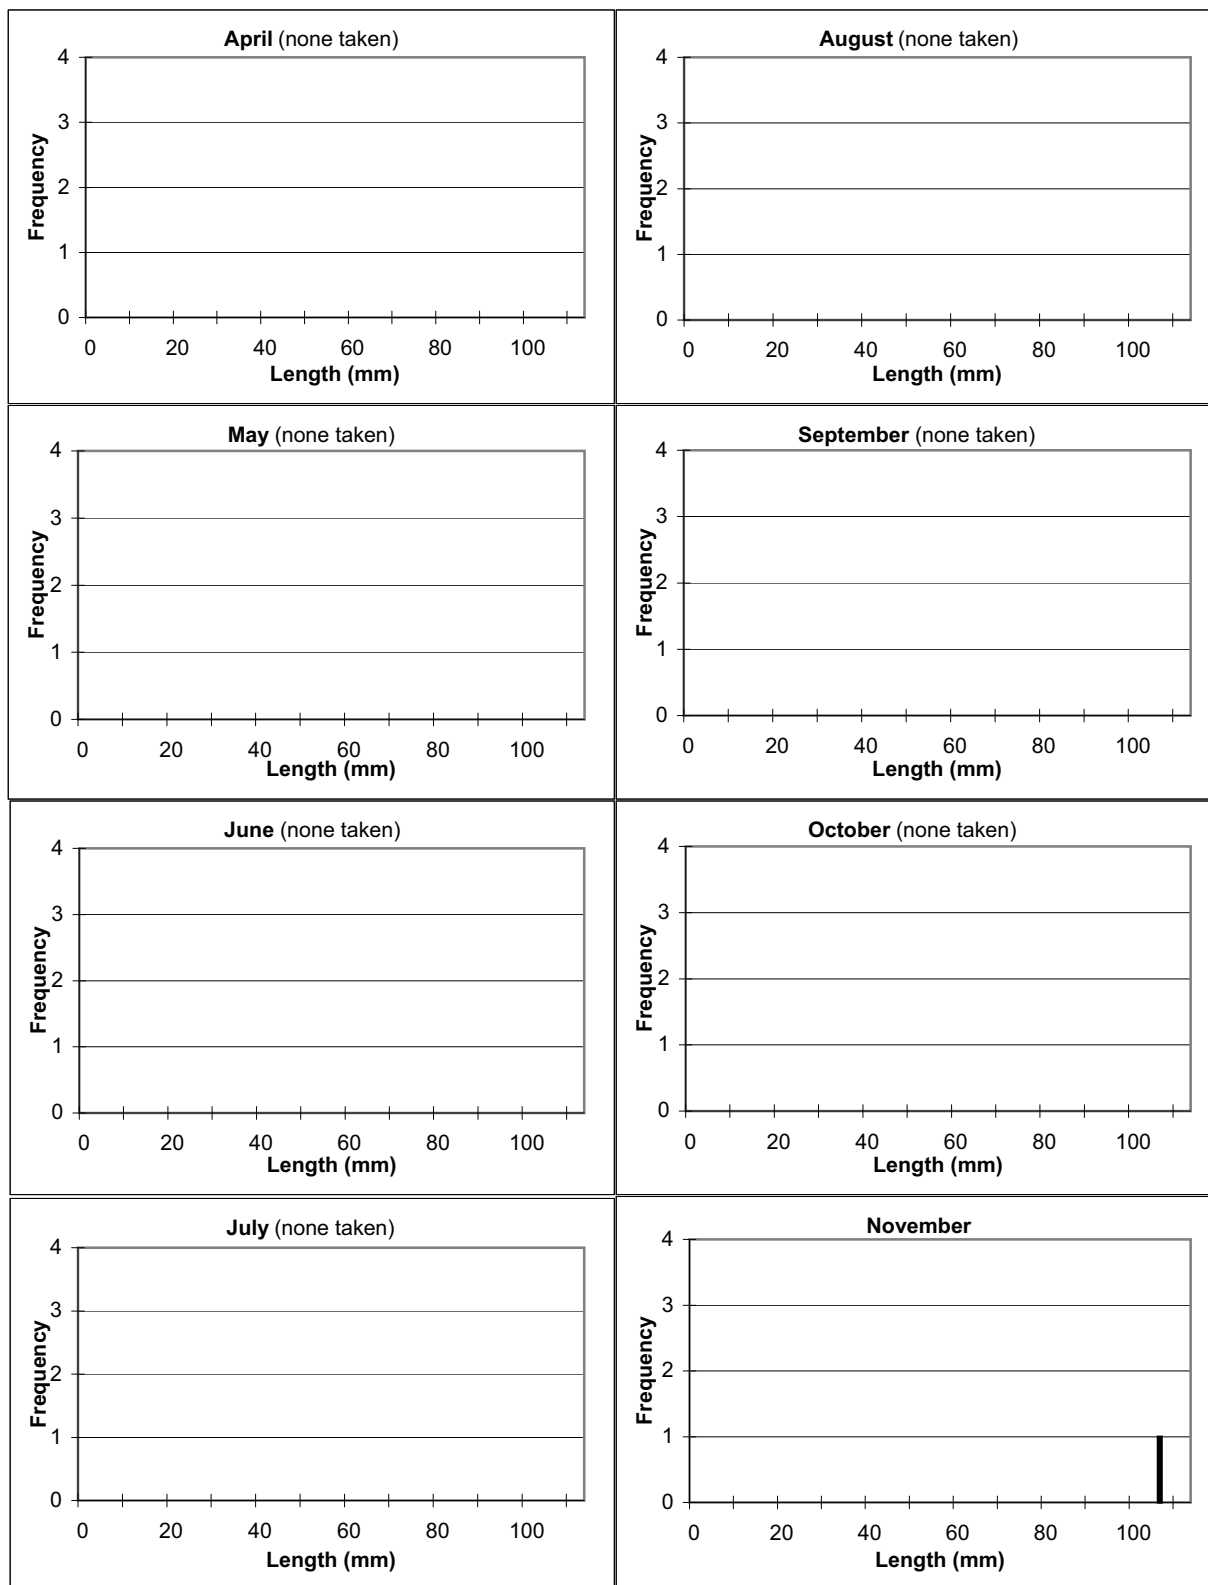 April (none taken)
4
3
2
1
0
Frequency
0 20 40 60 80 100
Length (mm)
August (none taken)
4
3
2
1
0
Frequency
0 20 40 60 80 100
Length (mm)
May (none taken)
4
3
2
1
0
Frequency
0 20 40 60 80 100
Length (mm)
September (none taken)
4
3
2
1
0
Frequency
0 20 40 60 80 100
Length (mm)
June (none taken)
4
3
2
1
0
Frequency
0 20 40 60 80 100
Length (mm)
October (none taken)
4
3
2
1
0
Frequency
0 20 40 60 80 100
Length (mm)
July (none taken)
4
3
2
1
0
Frequency
0 20 40 60 80 100
Length (mm)
November
4
3
2
1
0
Frequency
0 20 40 60 80 100
Length (mm)